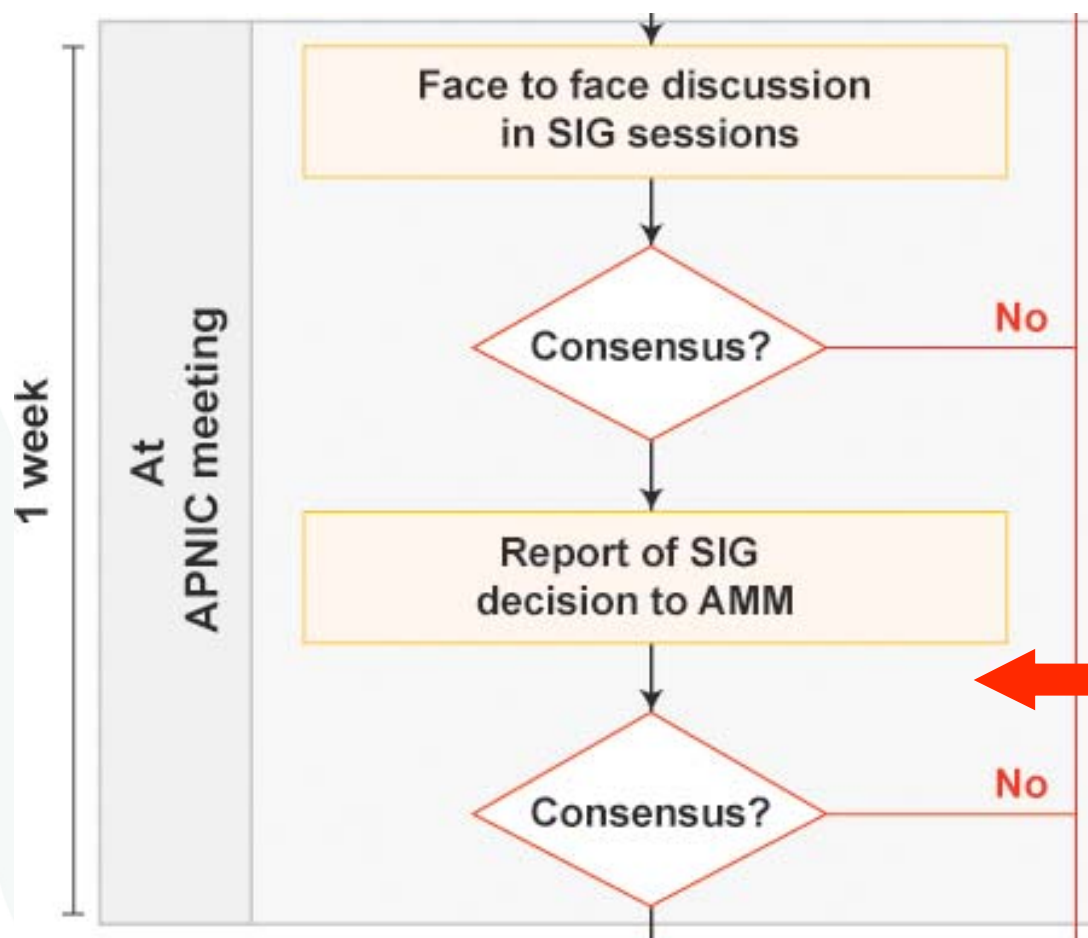 1 week
At
APNIC meeting
Face to face discussion
in SIG sessions
Consensus?
No
Report of SIG
decision to AMM
Consensus?
No